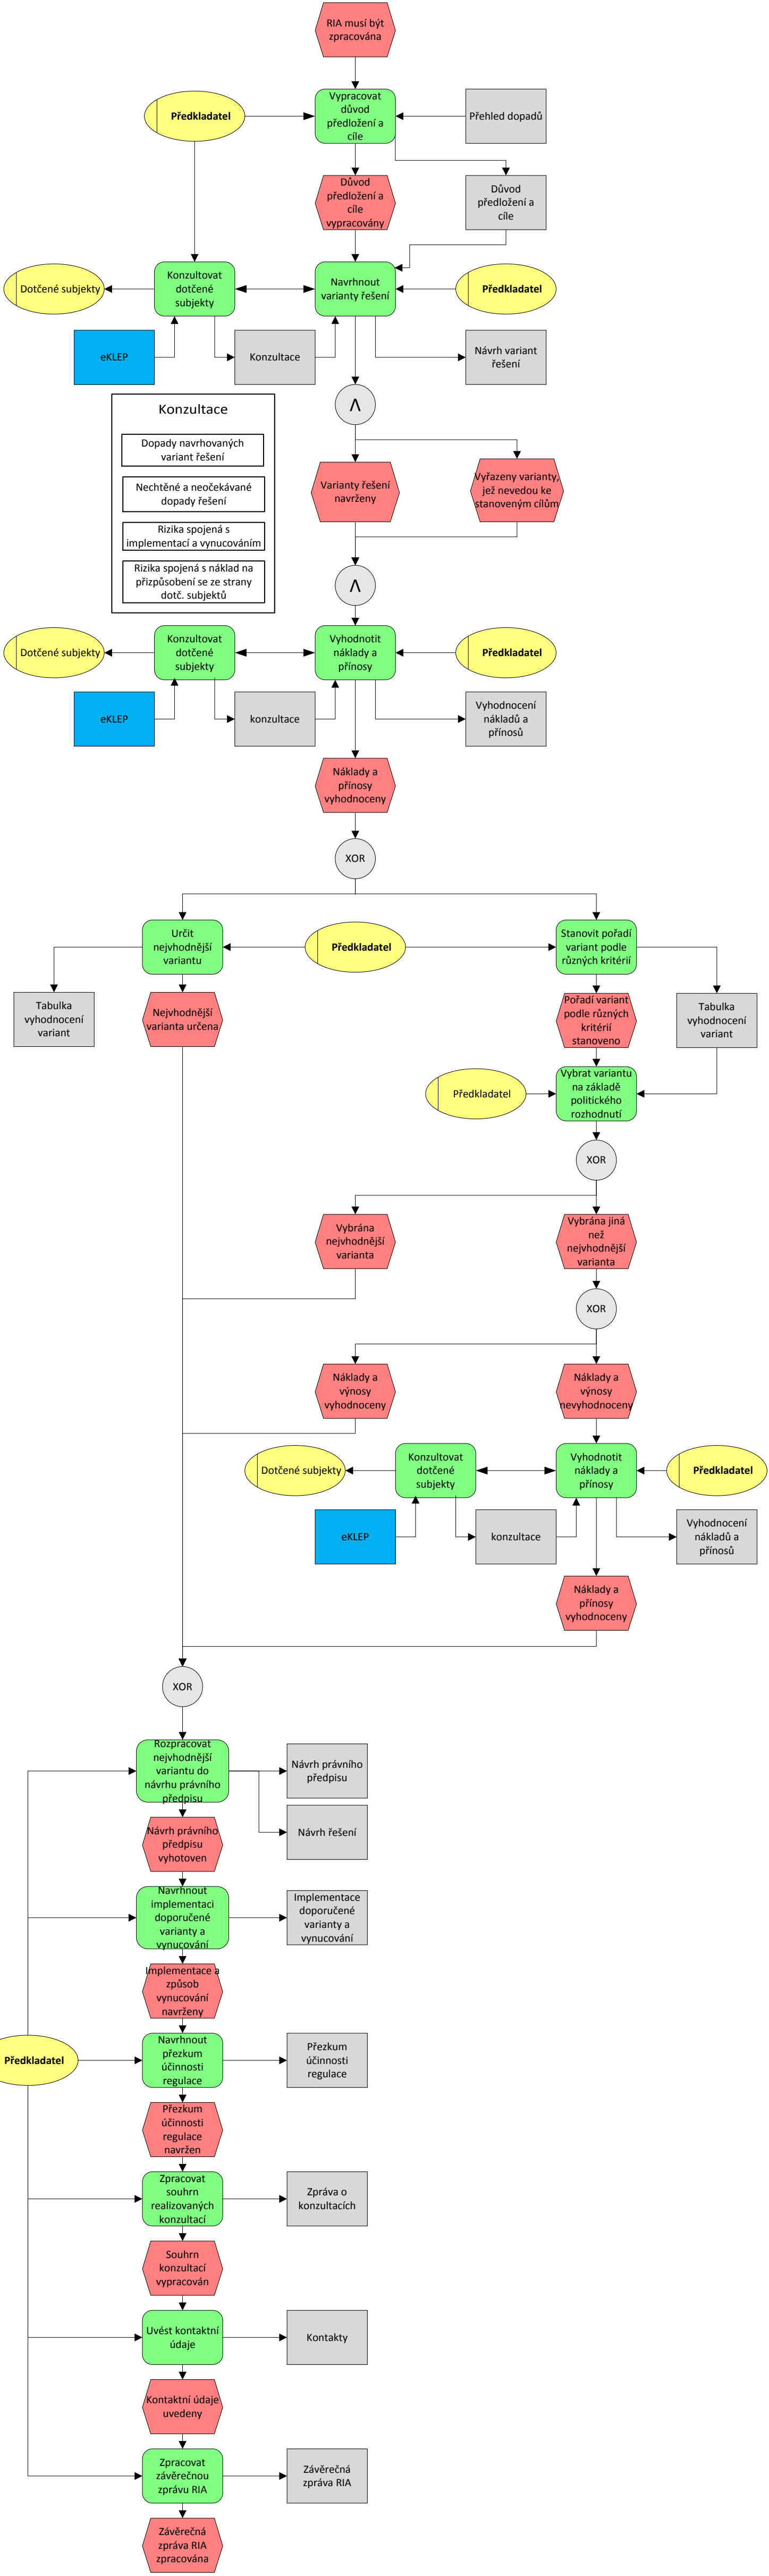 RIA musí být
zpracována
Předkladatel
Vypracovat
důvod
předložení a
cíle
Přehled dopadů
Důvod
předložení a
cíle
vypracovány
Důvod
předložení a
cíle
Dotčené subjekty
Konzultovat
dotčené
subjekty
Navrhnout
varianty řešení
Předkladatel
eKLEP
Konzultace
Návrh variant
řešení
Λ
Konzultace
Dopady navrhovaných
variant řešení
Nechtěné a neočekávané
dopady řešení
Rizika spojená s
implementací a vynucováním
Rizika spojená s náklad na
přizpůsobení se ze strany
dotč. subjektů
Varianty řešení
navrženy
Vyřazeny varianty,
jež nevedou ke
stanoveným cílům
Λ
Dotčené subjekty
Konzultovat
dotčené
subjekty
Vyhodnotit
náklady a
přínosy
Předkladatel
eKLEP
konzultace
Vyhodnocení
nákladů a
přínosů
Náklady a
přínosy
vyhodnoceny
XOR
Určit
nejvhodnější
variantu
Předkladatel
Stanovit pořadí
variant podle
různých kritérií
Tabulka
vyhodnocení
variant
Nejvhodnější
varianta určena
Pořadí variant
podle různých
kritérií
stanoveno
Tabulka
vyhodnocení
variant
Předkladatel
Vybrat variantu
na základě
politického
rozhodnutí
XOR
Vybrána
nejvhodnější
varianta
Vybrána jiná
než
nejvhodnější
varianta
XOR
Náklady a
výnosy
vyhodnoceny
Náklady a
výnosy
nevyhodnoceny
Dotčené subjekty
Konzultovat
dotčené
subjekty
Vyhodnotit
náklady a
přínosy
Předkladatel
eKLEP
konzultace
Vyhodnocení
nákladů a
přínosů
Náklady a
přínosy
vyhodnoceny
XOR
Rozpracovat
nejvhodnější
variantu do
návrhu právního
předpisu
Návrh právního
předpisu
Návrh řešení
Návrh právního
předpisu
vyhotoven
Navrhnout
implementaci
doporučené
varianty a
vynucování
Implementace
doporučené
varianty a
vynucování
Implementace a
způsob
vynucování
navrženy
Předkladatel
Navrhnout
přezkum
účinnosti
regulace
Přezkum
účinnosti
regulace
Přezkum
účinnosti
regulace
navržen
Zpracovat
souhrn
realizovaných
konzultací
Zpráva o
konzultacích
Souhrn
konzultací
vypracován
Uvést kontaktní
údaje
Kontakty
Kontaktní údaje
uvedeny
Zpracovat
závěrečnou
zprávu RIA
Závěrečná
zpráva RIA
Závěrečná
zpráva RIA
zpracována